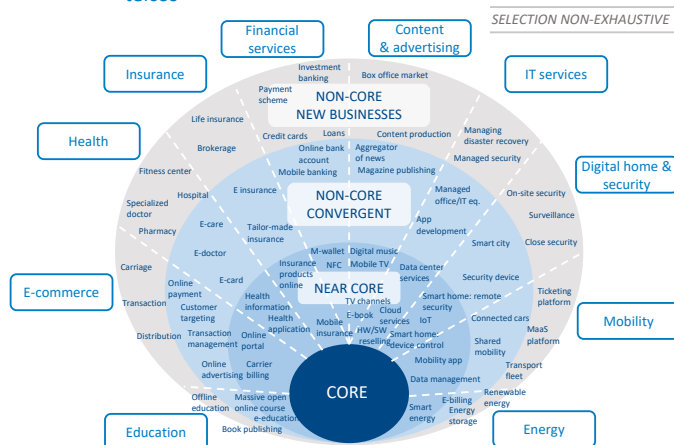 SELECTION NON-EXHAUSTIVE
Financial
services
Content
& advertising
Insurance
IT services
Health
Digital home &
security
E-commerce
Mobility
Education
Energy
NON-CORE
NEW BUSINESSES
NON-CORE
CONVERGENT
NEAR CORE
CORE
Investment
banking
Box office market
Payment
scheme
Life insurance
Credit cards
Loans
Content production
Managing
disaster recovery
Brokerage
Online bank
account
Aggregator
of news
Managed security
Mobile banking
Magazine publishing
Fitness center
Hospital
E insurance
Managed
office/IT eq.
On-site security
Specialized
doctor
Surveillance
Pharmacy
E-care
Tailor-made
insurance
App
development
Smart city
Close security
E-doctor
M-wallet
Digital music
NFC
Mobile TV
Carriage
Insurance
products
online
Data center
services
Security device
E-card
Online
payment
Ticketing
platform
Transaction
Health
information
TV channels
Smart home: remote
security
Customer
targeting
E-book
Cloud
services
IoT
Connected cars
Health
application
Mobile
insurance
HW/SW
reselling
MaaS
platform
Distribution
Transaction
management
Online
portal
Smart home:
device control
Shared
mobility
Online
advertising
Carrier
billing
Mobility app
Transport
fleet
Data management
Offline
education
Massive open
online course
Renewable
energy
e-education
Smart
energy
E-billing
Energy
storage
Book publishing